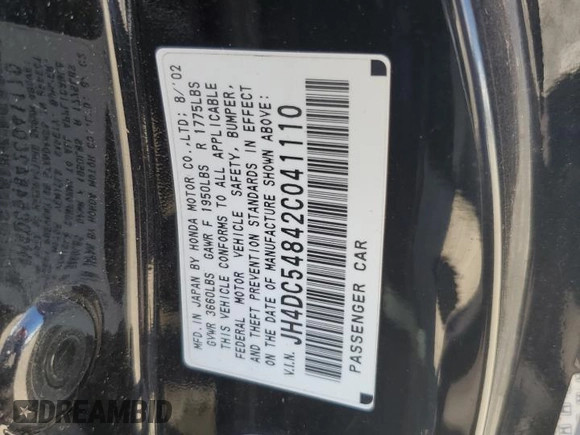 MFD.IN JAPAN BY HONDA MOTOR CO.,LTD: 8/'02
GVWR 3660LBS GAWR F 1950LBS R 1775LBS
THIS VEHICLE CONFORMS TO ALL APPLICABLE
FEDERAL MOTOR VEHICLE SAFETY, BUMPER,
AND THEFT PREVENTION STANDARDS IN EFFECT
ON THE DATE OF MANUFACTURE SHOWN ABOVE:
V.I.N. JH4DC54842C041110
PASSENGER CAR
DREAMBID